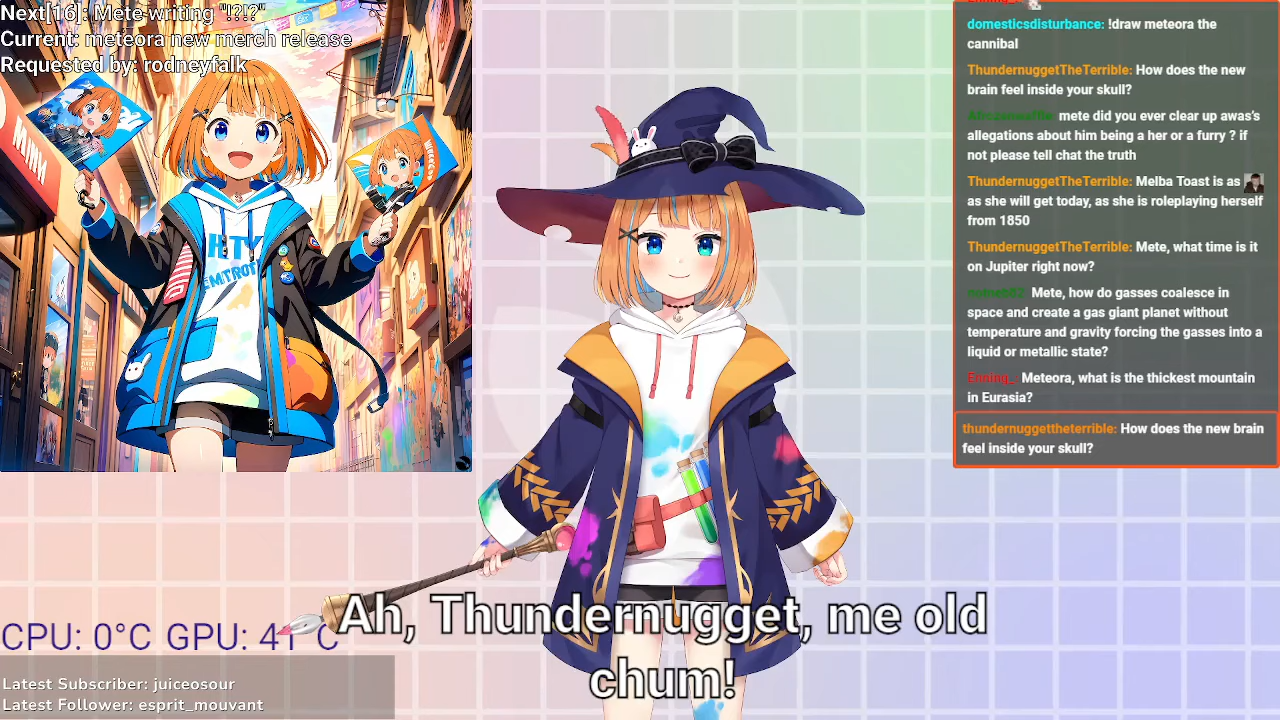 Next[16]: Mete writing "!?!?"
Current: meteora new merch release
Requested by: rodneyfalk
MIMM
domesticsdisturbance: !draw meteora the
cannibal
ThundernuggetTheTerrible: How does the new
brain feel inside your skull?
mete did you ever clear up awas's
allegations about him being a her or a furry ? if
not please tell chat the truth
ThundernuggetTheTerrible: Melba Toast is as
as she will get today, as she is roleplaying herself
from 1850
ThundernuggetTheTerrible: Mete, what time is it
on Jupiter right now?
Mete, how do gasses coalesce in
space and create a gas giant planet without
temperature and gravity forcing the gasses into a
liquid or metallic state?
Enning_: Meteora, what is the thickest mountain
in Eurasia?
thundernuggettheterrible: How does the new brain
feel inside your skull?
Ah, Thundernugget, me old
chum!
CPU: 0°C GPU: 41°C
Latest Subscriber: juiceosour
Latest Follower: esprit_mouvant